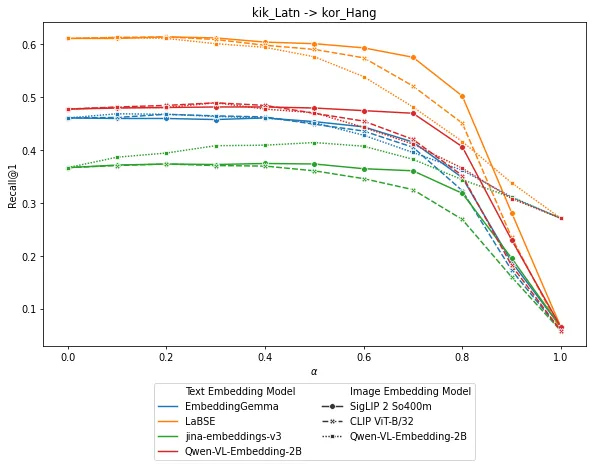 kik_Latn -> kor_Hang
0.6
0.5
0.4
0.3
0.2
0.1
Recall@1
0.0 0.2 0.4 0.6 0.8 1.0
α
Text Embedding Model Image Embedding Model
EmbeddingGemma SigLIP 2 So400m
LaBSE CLIP ViT-B/32
jina-embeddings-v3 Qwen-VL-Embedding-2B
Qwen-VL-Embedding-2B